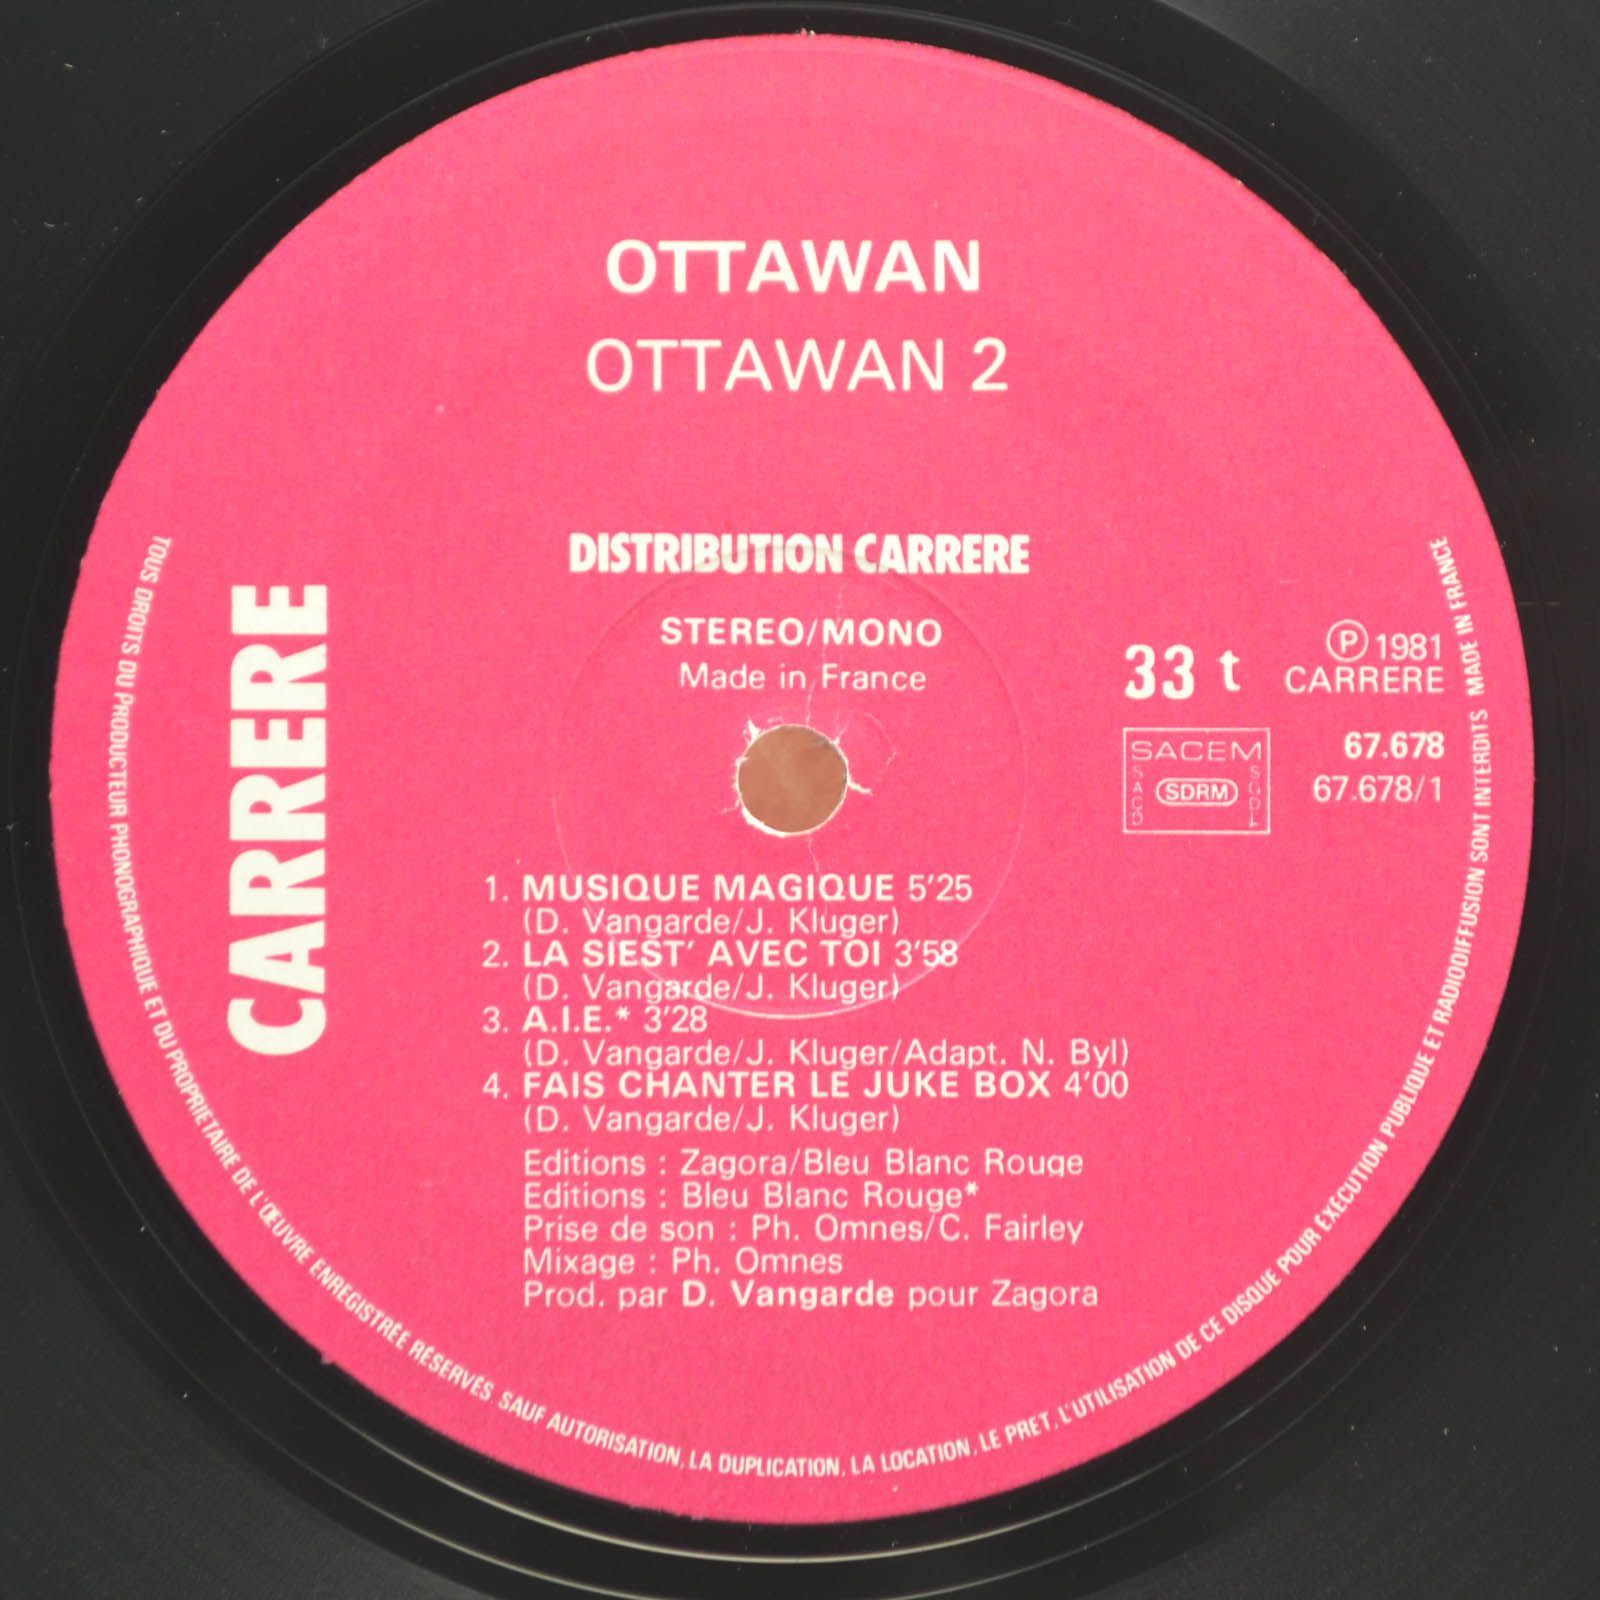 OTTAWAN
OTTAWAN 2
DISTRIBUTION CARRERE
STEREO/MONO
Made in France
CARRERE
33 t
℗ 1981
CARRERE
67.678
67.678/1
SACEM
SACD
SDRM
SGDL
1. MUSIQUE MAGIQUE 5'25
(D. Vangarde/J. Kluger)
2. LA SIEST' AVEC TOI 3'58
(D. Vangarde/J. Kluger)
3. A.I.E.* 3'28
(D. Vangarde/J. Kluger/Adapt. N. Byl)
4. FAIS CHANTER LE JUKE BOX 4'00
(D. Vangarde/J. Kluger)
Editions : Zagora/Bleu Blanc Rouge
Editions : Bleu Blanc Rouge*
Prise de son : Ph. Omnes/C. Fairley
Mixage : Ph. Omnes
Prod. par D. Vangarde pour Zagora
TOUS DROITS DU PRODUCTEUR PHONOGRAPHIQUE ET DU PROPRIETAIRE DE L'ŒUVRE ENREGISTRÉE RÉSERVÉS. SAUF AUTORISATION, LA DUPLICATION, LA LOCATION, LE PRET, L'UTILISATION DE CE DISQUE POUR EXÉCUTION PUBLIQUE ET RADIODIFFUSION SONT INTERDITS MADE IN FRANCE